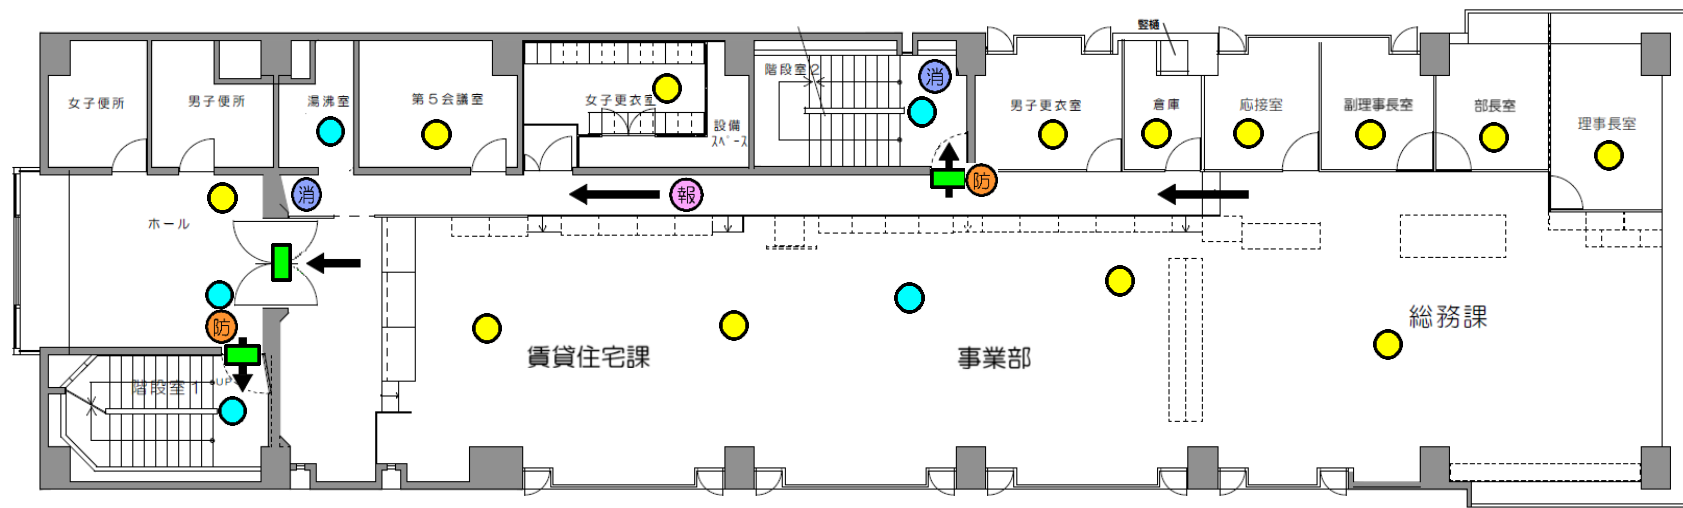 竪樋
階段室2
消
女子便所
男子便所
湯沸室
第5会議室
女子更衣室
設備
スペース
男子更衣室
倉庫
応接室
副理事長室
部長室
理事長室
消
報
防
ホール
防
賃貸住宅課
事業部
総務課
階段室1
UP